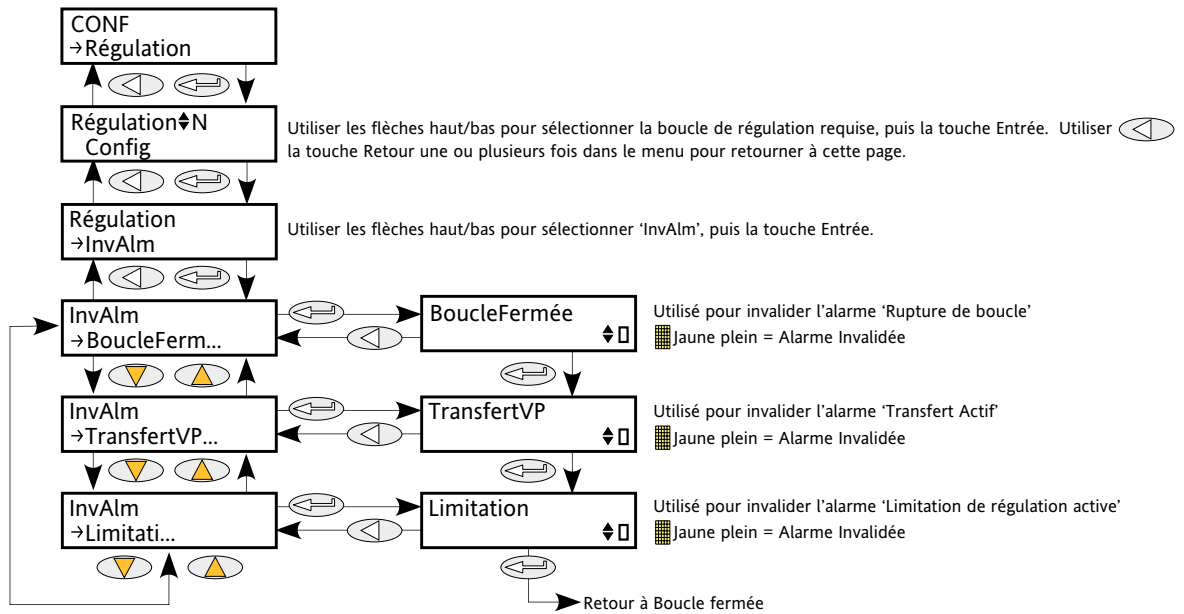 CONF
→Régulation
Régulation♦N
Config
Utiliser les flèches haut/bas pour sélectionner la boucle de régulation requise, puis la touche Entrée. Utiliser
la touche Retour une ou plusieurs fois dans le menu pour retourner à cette page.
Régulation
→InvAlm
Utiliser les flèches haut/bas pour sélectionner ‘InvAlm’, puis la touche Entrée.
InvAlm
→BoucleFerm...
BoucleFermée
Utilisé pour invalider l’alarme ‘Rupture de boucle’
Jaune plein = Alarme Invalidée
InvAlm
→TransfertVP...
TransfertVP
Utilisé pour invalider l’alarme ‘Transfert Actif’
Jaune plein = Alarme Invalidée
InvAlm
→Limitati...
Limitation
Utilisé pour invalider l’alarme ‘Limitation de régulation active’
Jaune plein = Alarme Invalidée
Retour à Boucle fermée